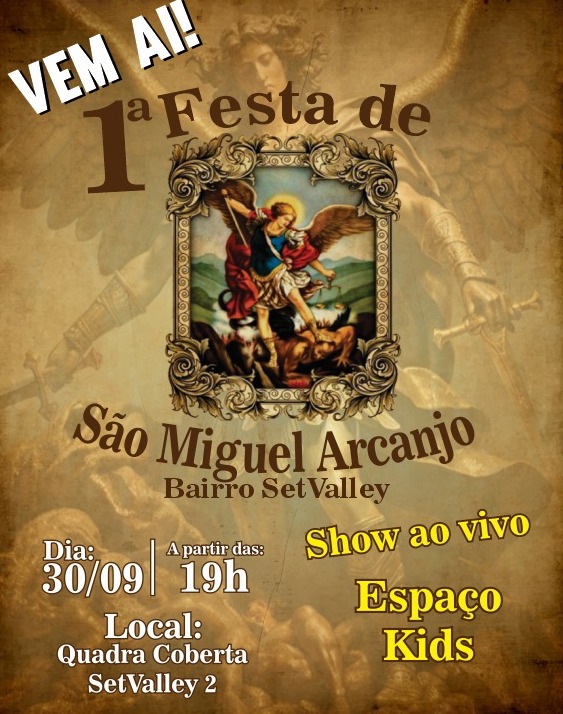 VEM AI!
1ª Festa de
São Miguel Arcanjo
Bairro SetValley
Dia:
30/09
A partir das:
19h
Local:
Quadra Coberta
SetValley 2
Show ao vivo
Espaço
Kids